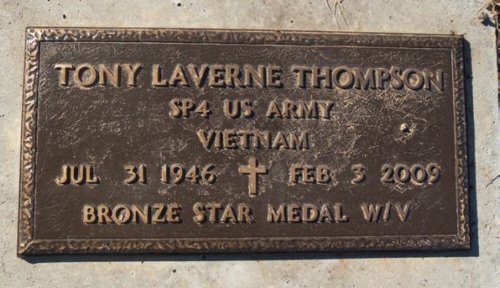 TONY LAVERNE THOMPSON
SP4 US ARMY
VIETNAM
JUL 31 1946 FEB 3 2009
BRONZE STAR MEDAL W/V